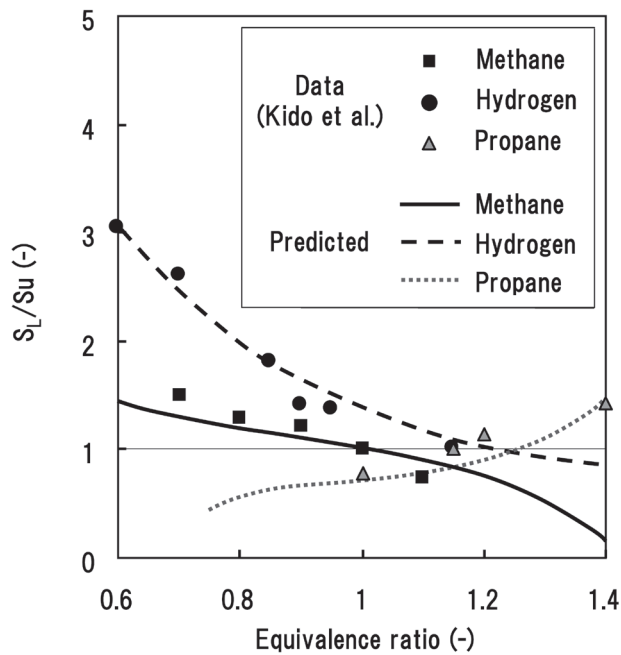 5
4
3
2
1
0
S_L/Su (-)
Data
(Kido et al.)
Methane
Hydrogen
Propane
Predicted
Methane
Hydrogen
Propane
0.6
0.8
1
1.2
1.4
Equivalence ratio (-)